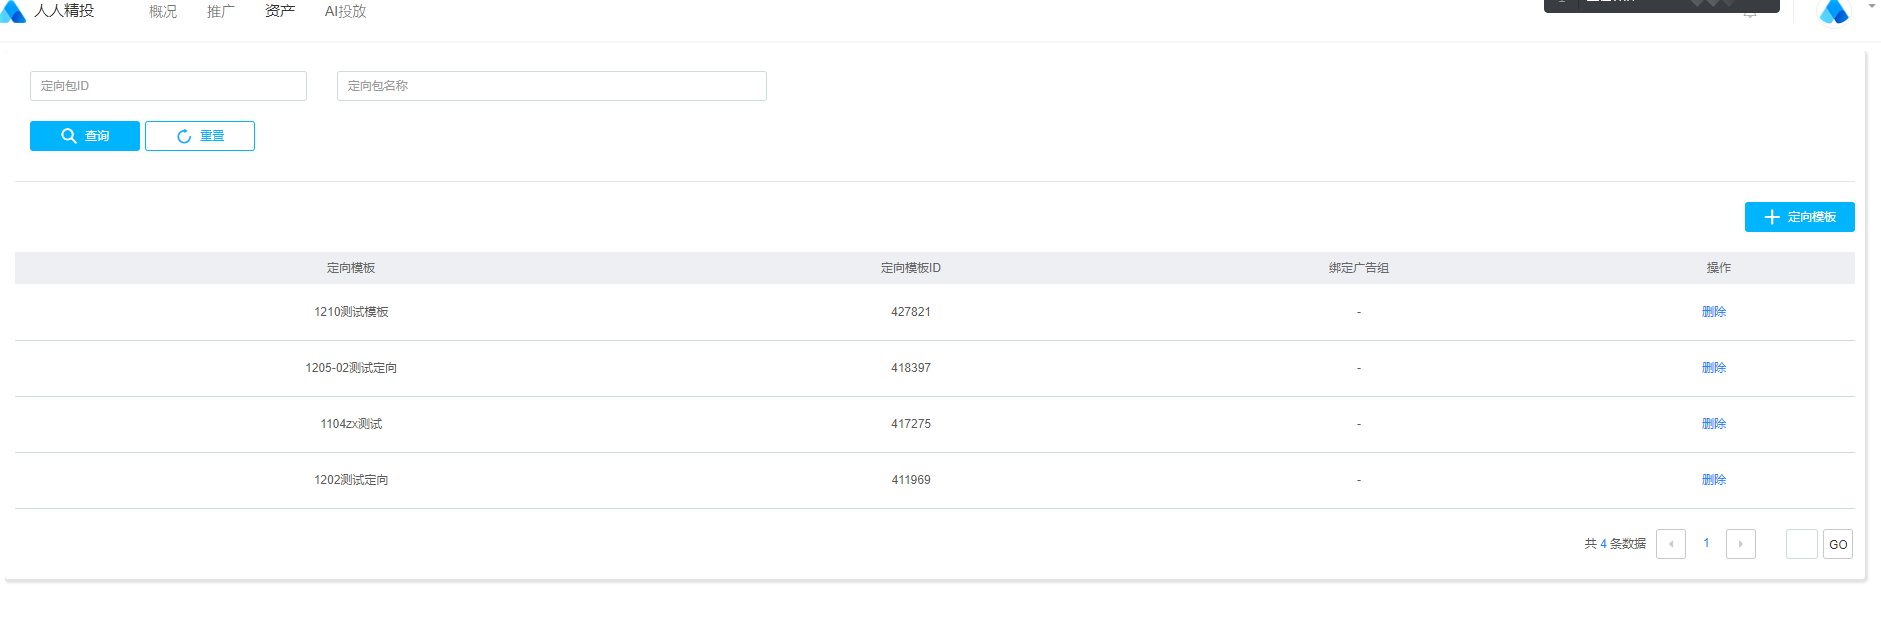 人人精投 概况 推广 资产 AI投放
定向包ID 定向包名称
查询 重置
定向模板
定向模板 定向模板ID 绑定广告组 操作
1210测试模板 427821 - 删除
1205-02测试定向 418397 - 删除
1104zx测试 417275 - 删除
1202测试定向 411969 - 删除
共 4 条数据 1 GO